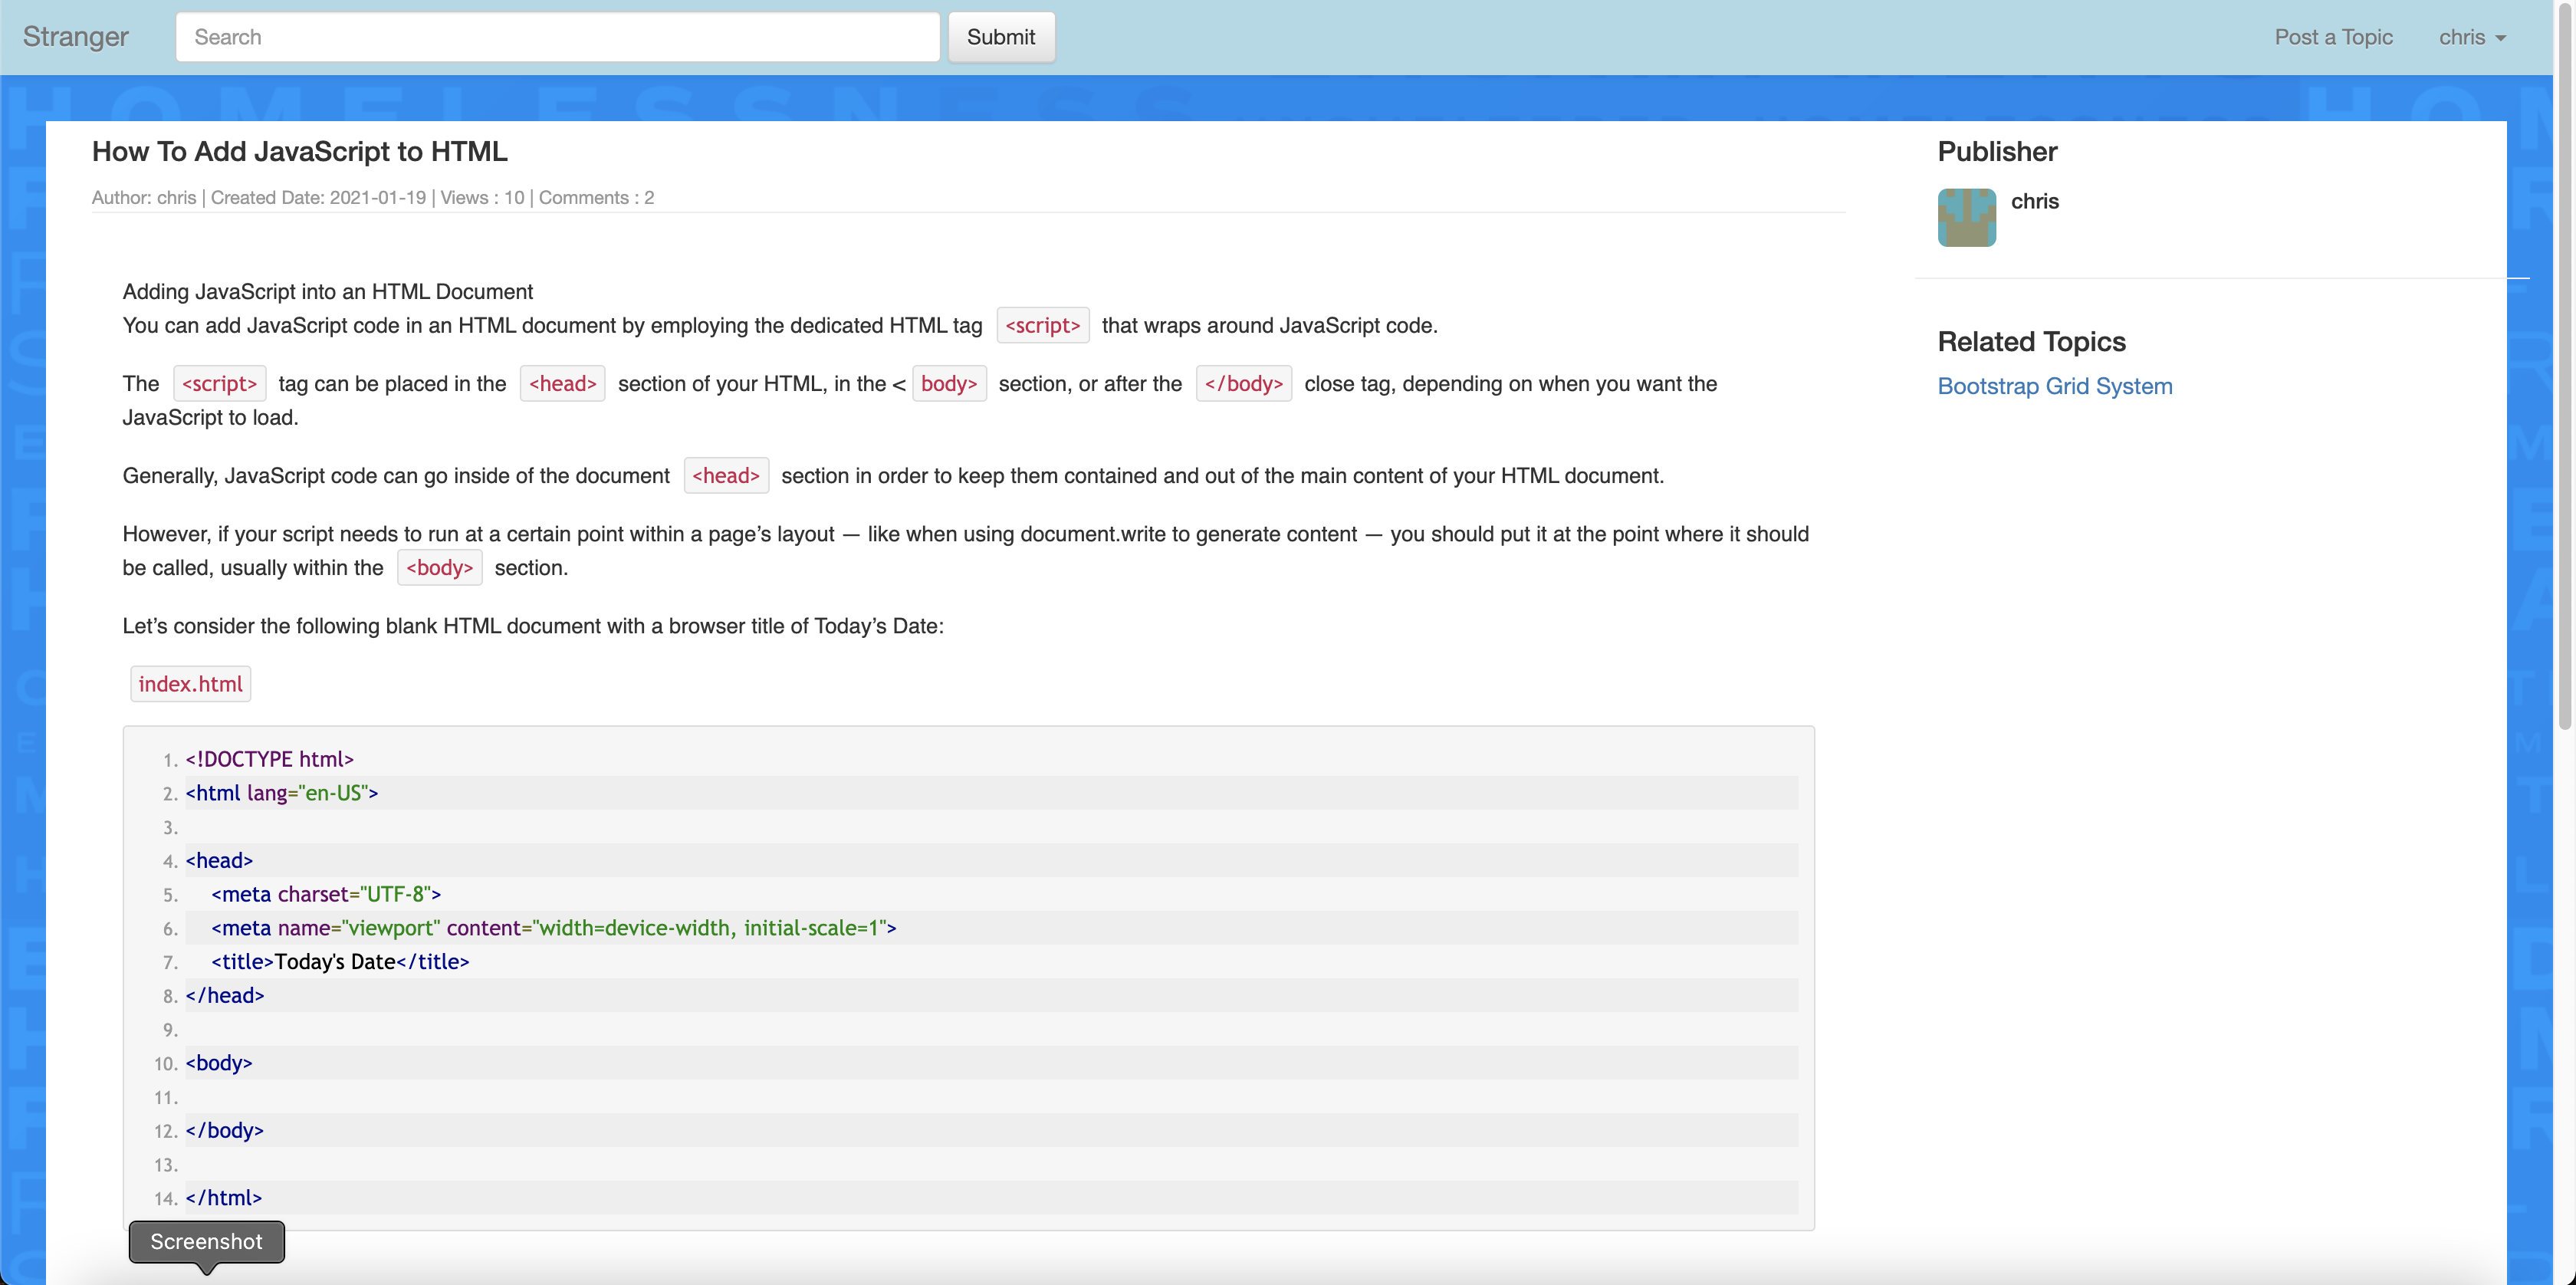 Stranger Search Submit Post a Topic chris
HOMELESSNESS
How To Add JavaScript to HTML
Author: chris | Created Date: 2021-01-19 | Views : 10 | Comments : 2
Adding JavaScript into an HTML Document
You can add JavaScript code in an HTML document by employing the dedicated HTML tag <script> that wraps around JavaScript code.
The <script> tag can be placed in the <head> section of your HTML, in the < body> section, or after the </body> close tag, depending on when you want the
JavaScript to load.
Generally, JavaScript code can go inside of the document <head> section in order to keep them contained and out of the main content of your HTML document.
However, if your script needs to run at a certain point within a page’s layout — like when using document.write to generate content — you should put it at the point where it should
be called, usually within the <body> section.
Let’s consider the following blank HTML document with a browser title of Today’s Date:
index.html
1. <!DOCTYPE html>
2. <html lang="en-US">
3.
4. <head>
5. <meta charset="UTF-8">
6. <meta name="viewport" content="width=device-width, initial-scale=1">
7. <title>Today's Date</title>
8. </head>
9.
10. <body>
11.
12. </body>
13.
14. </html>
Screenshot
Publisher
chris
Related Topics
Bootstrap Grid System